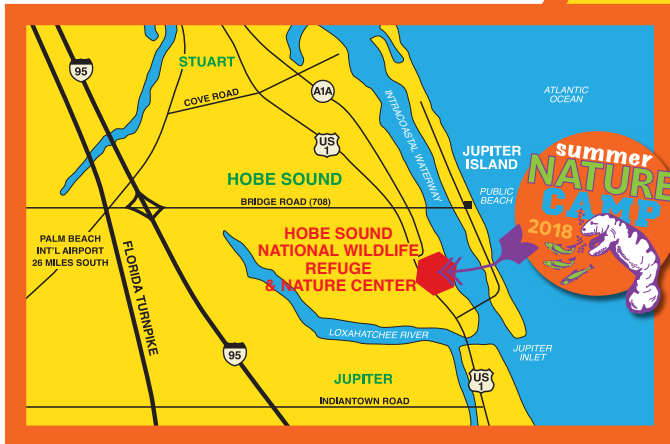 95
STUART
COVE ROAD
A1A
US
1
INTRACOASTAL WATERWAY
ATLANTIC
OCEAN
JUPITER
ISLAND
PUBLIC
BEACH
summer
NATURE
CAMP
2018
HOBE SOUND
BRIDGE ROAD (708)
PALM BEACH
INT'L AIRPORT
26 MILES SOUTH
FLORIDA TURNPIKE
HOBE SOUND
NATIONAL WILDLIFE
REFUGE
& NATURE CENTER
LOXAHATCHEE RIVER
JUPITER
INLET
95
JUPITER
US
1
INDIANTOWN ROAD